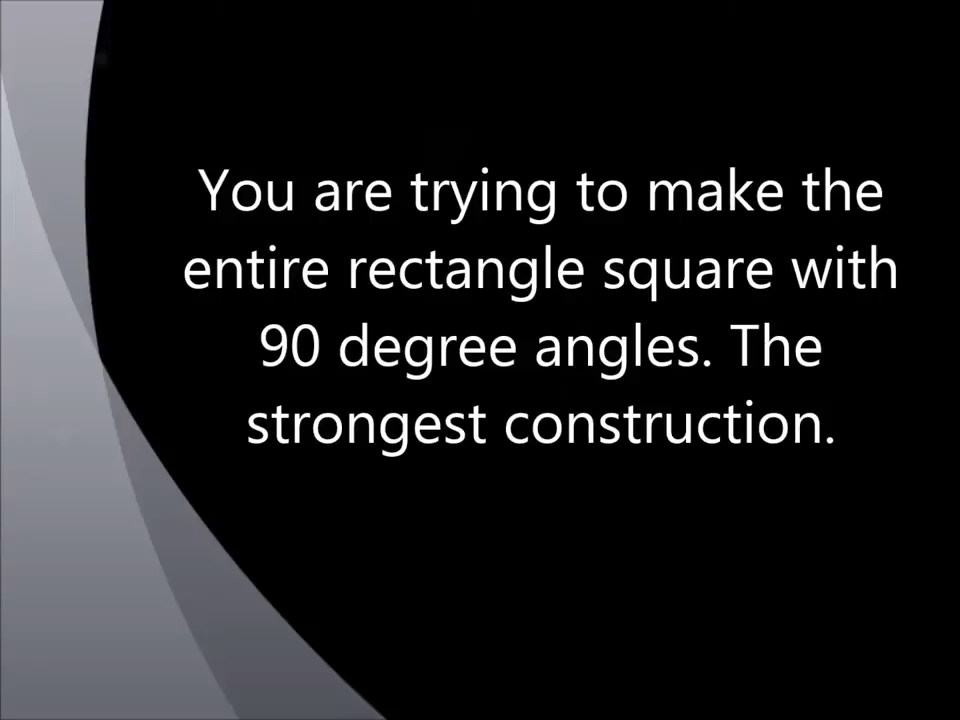 You are trying to make the
entire rectangle square with
90 degree angles. The
strongest construction.